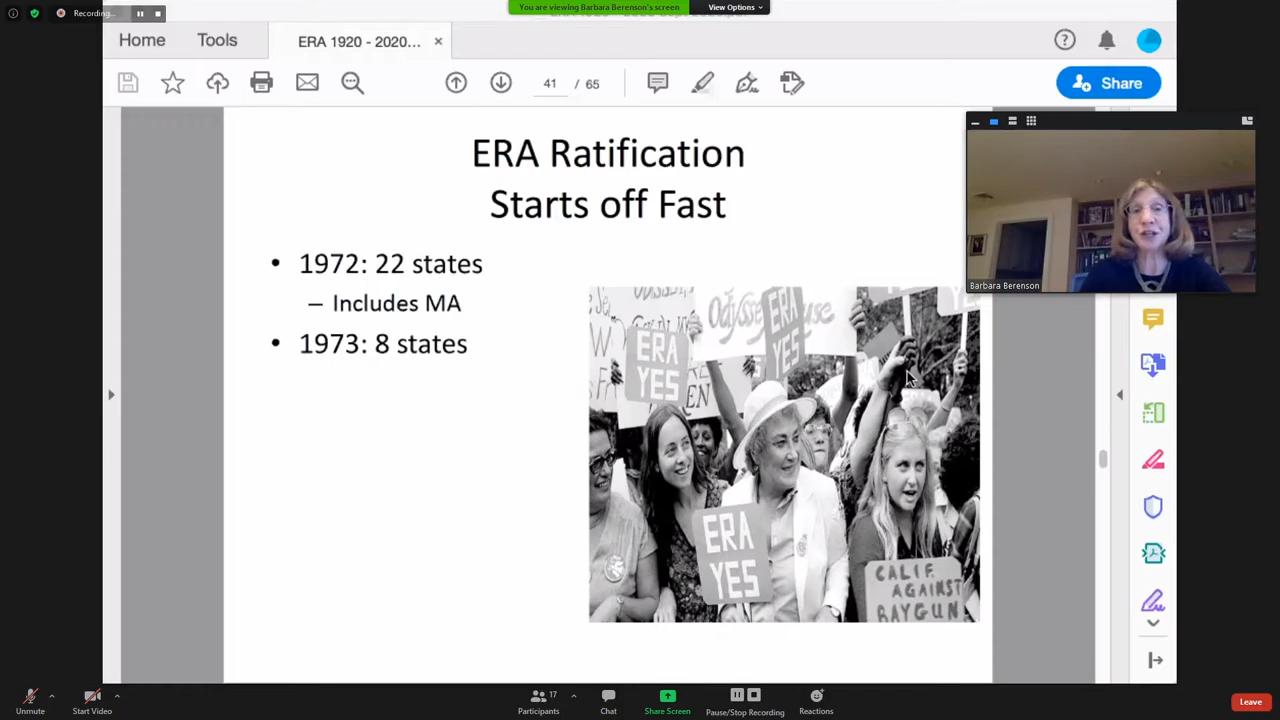 Recording...
You are viewing Barbara Berenson's screen
View Options
Home
Tools
ERA 1920 - 2020...
41 / 65
Share
ERA Ratification
Starts off Fast
• 1972: 22 states
– Includes MA
• 1973: 8 states
Barbara Berenson
ERA
YES
ERA
YES
ERA
YES
CALIF.
AGAINST
RAYGUN
Unmute
Start Video
17
Participants
Chat
Share Screen
Pause/Stop Recording
Reactions
Leave